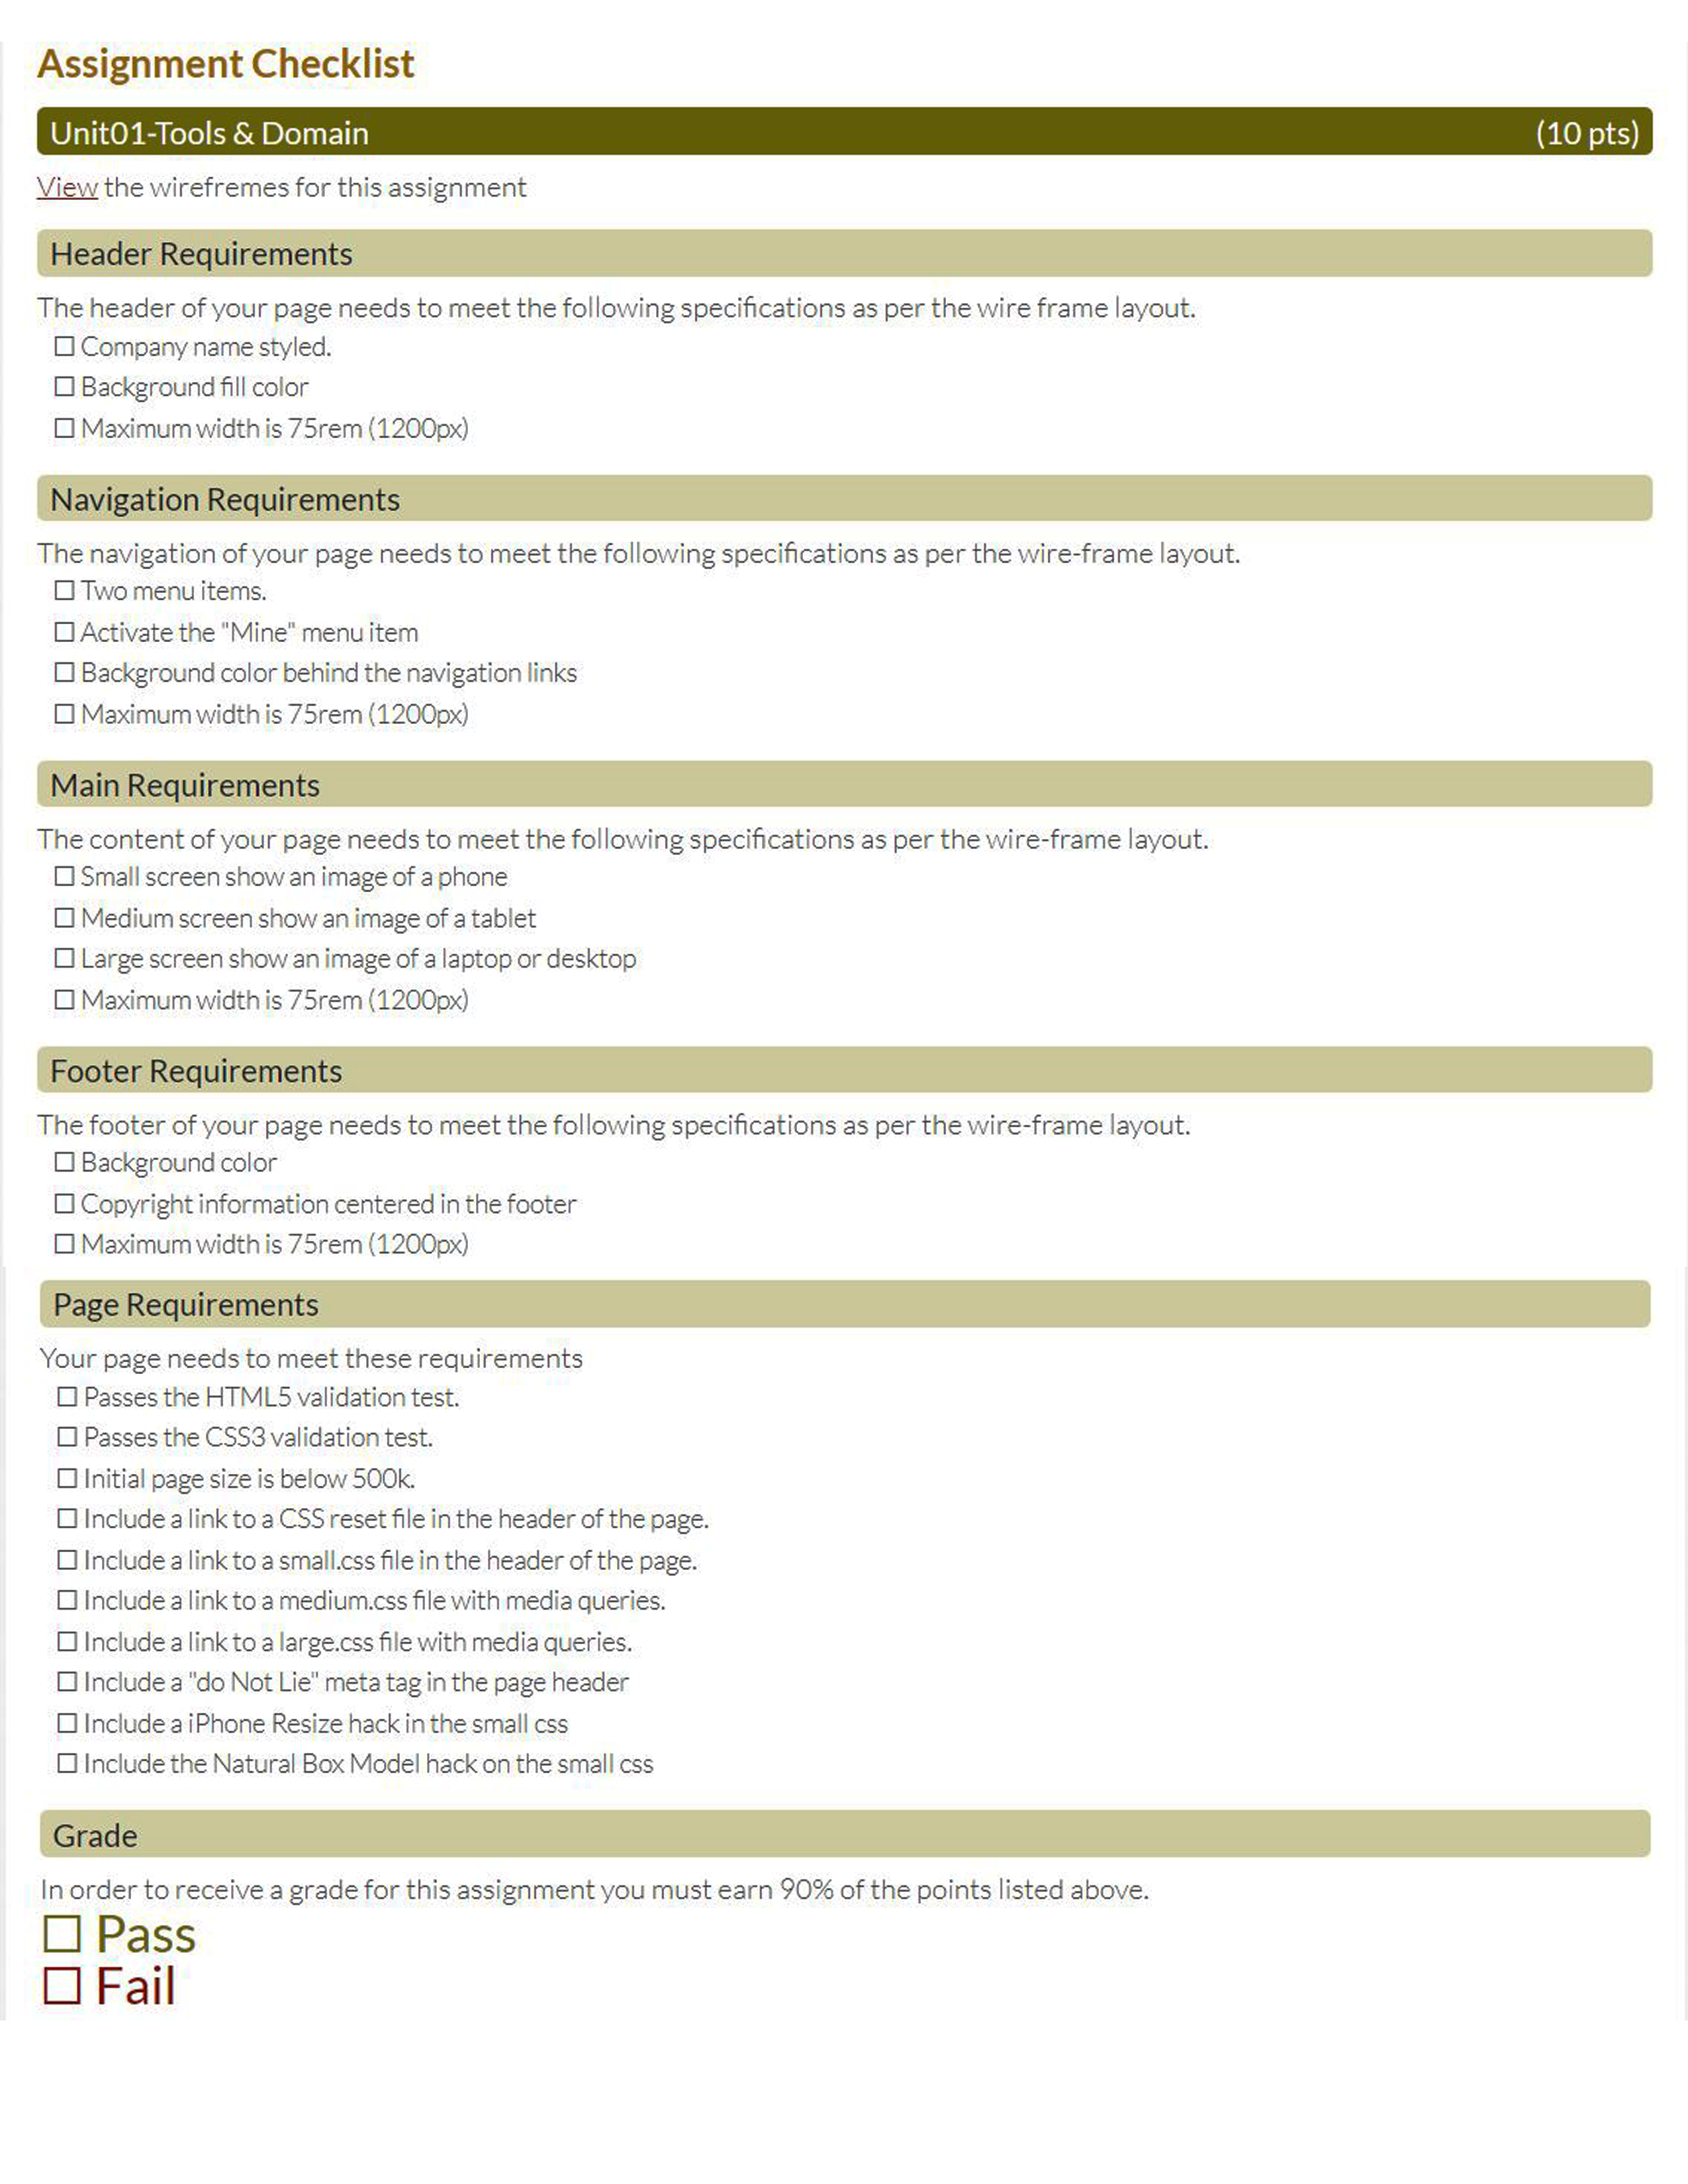 Assignment Checklist
Unit01-Tools & Domain (10 pts)
View the wirefremes for this assignment
Header Requirements
The header of your page needs to meet the following specifications as per the wire frame layout.
☐ Company name styled.
☐ Background fill color
☐ Maximum width is 75rem (1200px)
Navigation Requirements
The navigation of your page needs to meet the following specifications as per the wire-frame layout.
☐ Two menu items.
☐ Activate the "Mine" menu item
☐ Background color behind the navigation links
☐ Maximum width is 75rem (1200px)
Main Requirements
The content of your page needs to meet the following specifications as per the wire-frame layout.
☐ Small screen show an image of a phone
☐ Medium screen show an image of a tablet
☐ Large screen show an image of a laptop or desktop
☐ Maximum width is 75rem (1200px)
Footer Requirements
The footer of your page needs to meet the following specifications as per the wire-frame layout.
☐ Background color
☐ Copyright information centered in the footer
☐ Maximum width is 75rem (1200px)
Page Requirements
Your page needs to meet these requirements
☐ Passes the HTML5 validation test.
☐ Passes the CSS3 validation test.
☐ Initial page size is below 500k.
☐ Include a link to a CSS reset file in the header of the page.
☐ Include a link to a small.css file in the header of the page.
☐ Include a link to a medium.css file with media queries.
☐ Include a link to a large.css file with media queries.
☐ Include a "do Not Lie" meta tag in the page header
☐ Include a iPhone Resize hack in the small css
☐ Include the Natural Box Model hack on the small css
Grade
In order to receive a grade for this assignment you must earn 90% of the points listed above.
☐ Pass
☐ Fail